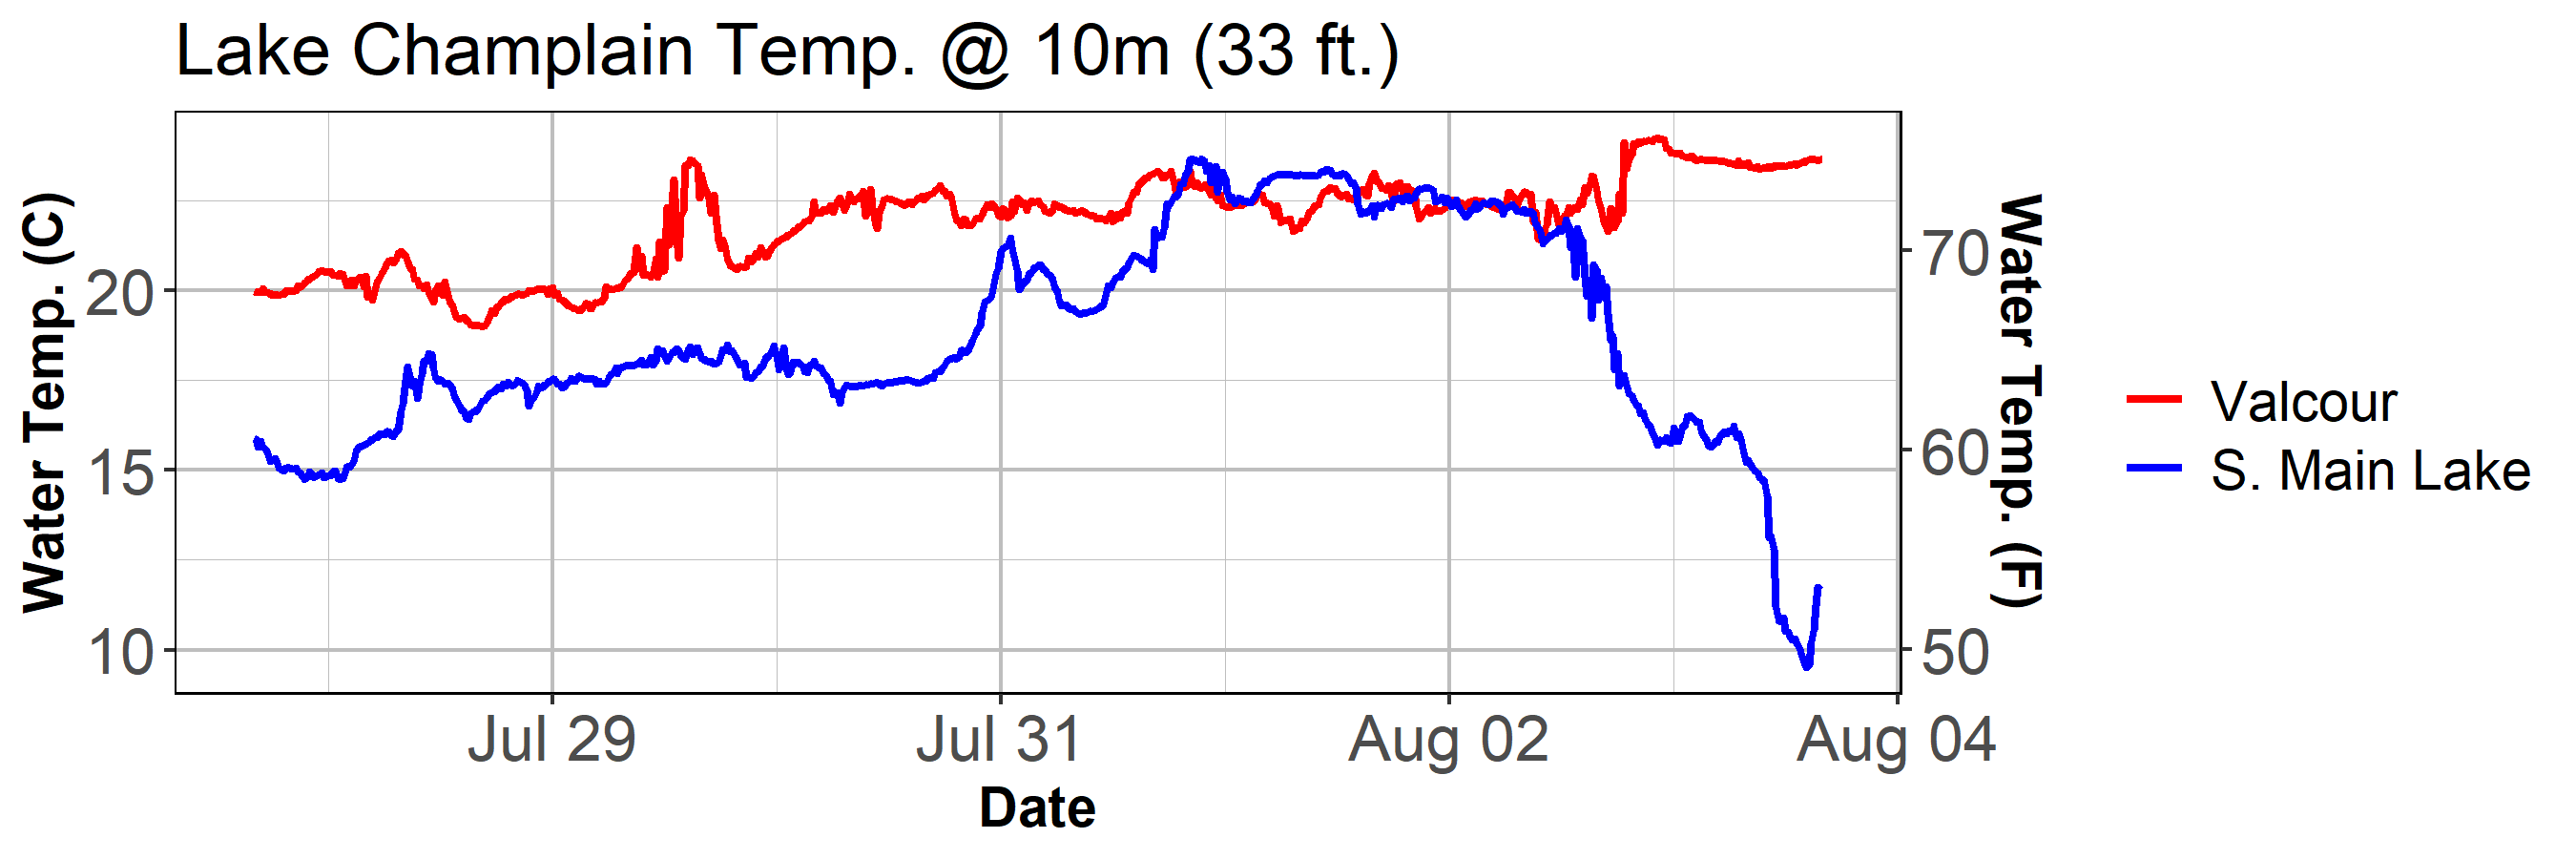 Lake Champlain Temp. @ 10m (33 ft.)
Water Temp. (C)
20
15
10
70
60
50
Water Temp. (F)
Jul 29
Jul 31
Aug 02
Aug 04
Date
Valcour
S. Main Lake